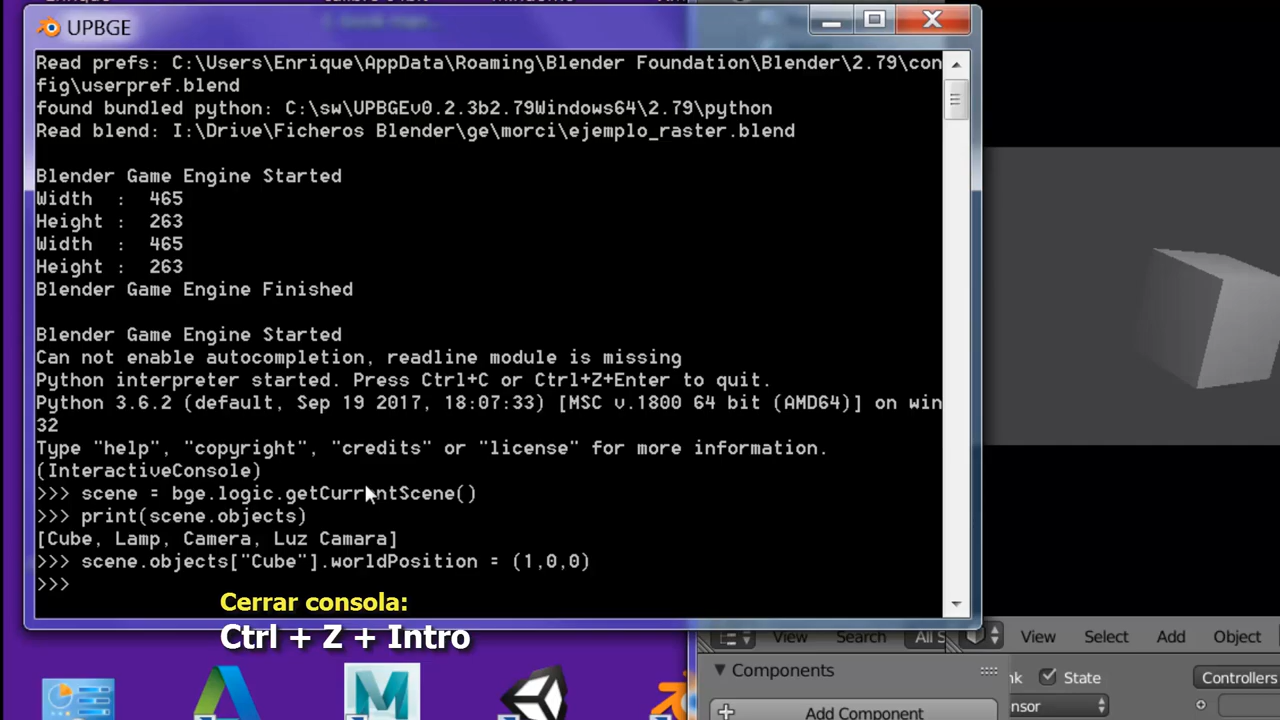 UPBGE
Read prefs: C:\Users\Enrique\AppData\Roaming\Blender Foundation\Blender\2.79\con
fig\userpref.blend
found bundled python: C:\sw\UPBGEv0.2.3b2.79Windows64\2.79\python
Read blend: I:\Drive\Ficheros Blender\ge\morci\ejemplo_raster.blend
Blender Game Engine Started
Width  :  465
Height :  263
Width  :  465
Height :  263
Blender Game Engine Finished
Blender Game Engine Started
Can not enable autocompletion, readline module is missing
Python interpreter started. Press Ctrl+C or Ctrl+Z+Enter to quit.
Python 3.6.2 (default, Sep 19 2017, 18:07:33) [MSC v.1800 64 bit (AMD64)] on win
32
Type "help", "copyright", "credits" or "license" for more information.
(InteractiveConsole)
>>> scene = bge.logic.getCurrentScene()
>>> print(scene.objects)
[Cube, Lamp, Camera, Luz Camara]
>>> scene.objects["Cube"].worldPosition = (1,0,0)
>>>
Cerrar consola:
Ctrl + Z + Intro
View Search All S View Select Add Object
Components
State Controllers
Add Component